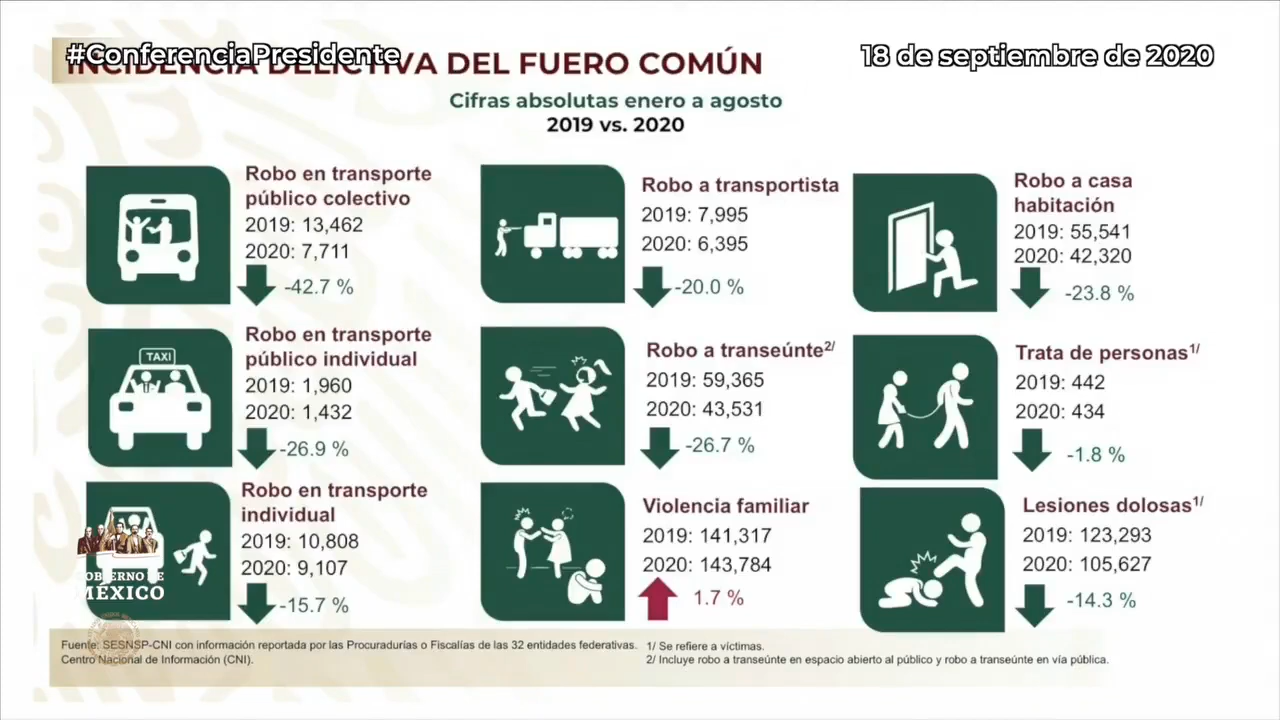 #ConferenciaPresidente
18 de septiembre de 2020
INCIDENCIA DELICTIVA DEL FUERO COMÚN
Cifras absolutas enero a agosto
2019 vs. 2020
Robo en transporte
público colectivo
2019: 13,462
2020: 7,711
-42.7 %
Robo a transportista
2019: 7,995
2020: 6,395
-20.0 %
Robo a casa
habitación
2019: 55,541
2020: 42,320
-23.8 %
TAXI
Robo en transporte
público individual
2019: 1,960
2020: 1,432
-26.9 %
Robo a transeúnte2/
2019: 59,365
2020: 43,531
-26.7 %
Trata de personas1/
2019: 442
2020: 434
-1.8 %
Robo en transporte
individual
2019: 10,808
2020: 9,107
-15.7 %
Violencia familiar
2019: 141,317
2020: 143,784
1.7 %
Lesiones dolosas1/
2019: 123,293
2020: 105,627
-14.3 %
GOBIERNO DE
MÉXICO
Fuente: SESNSP-CNI con información reportada por las Procuradurías o Fiscalías de las 32 entidades federativas.
Centro Nacional de Información (CNI).
1/ Se refiere a víctimas.
2/ Incluye robo a transeúnte en espacio abierto al público y robo a transeúnte en vía pública.